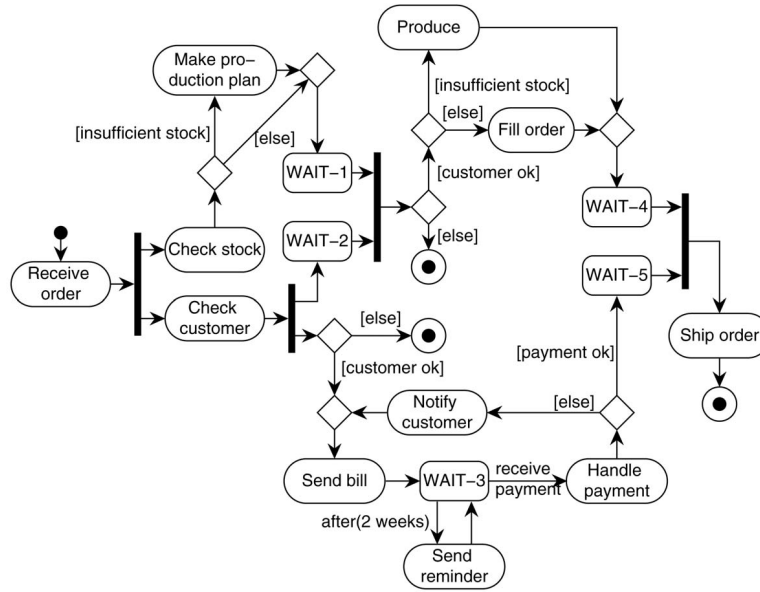 Produce
Make pro-
duction plan
[insufficient stock]
[else]
Fill order
[insufficient stock]
[else]
WAIT-1
[customer ok]
WAIT-4
WAIT-2
[else]
Check stock
Receive
order
WAIT-5
Check
customer
[else]
Ship order
[customer ok]
[payment ok]
Notify
customer
[else]
Send bill
WAIT-3
receive
payment
Handle
payment
after(2 weeks)
Send
reminder